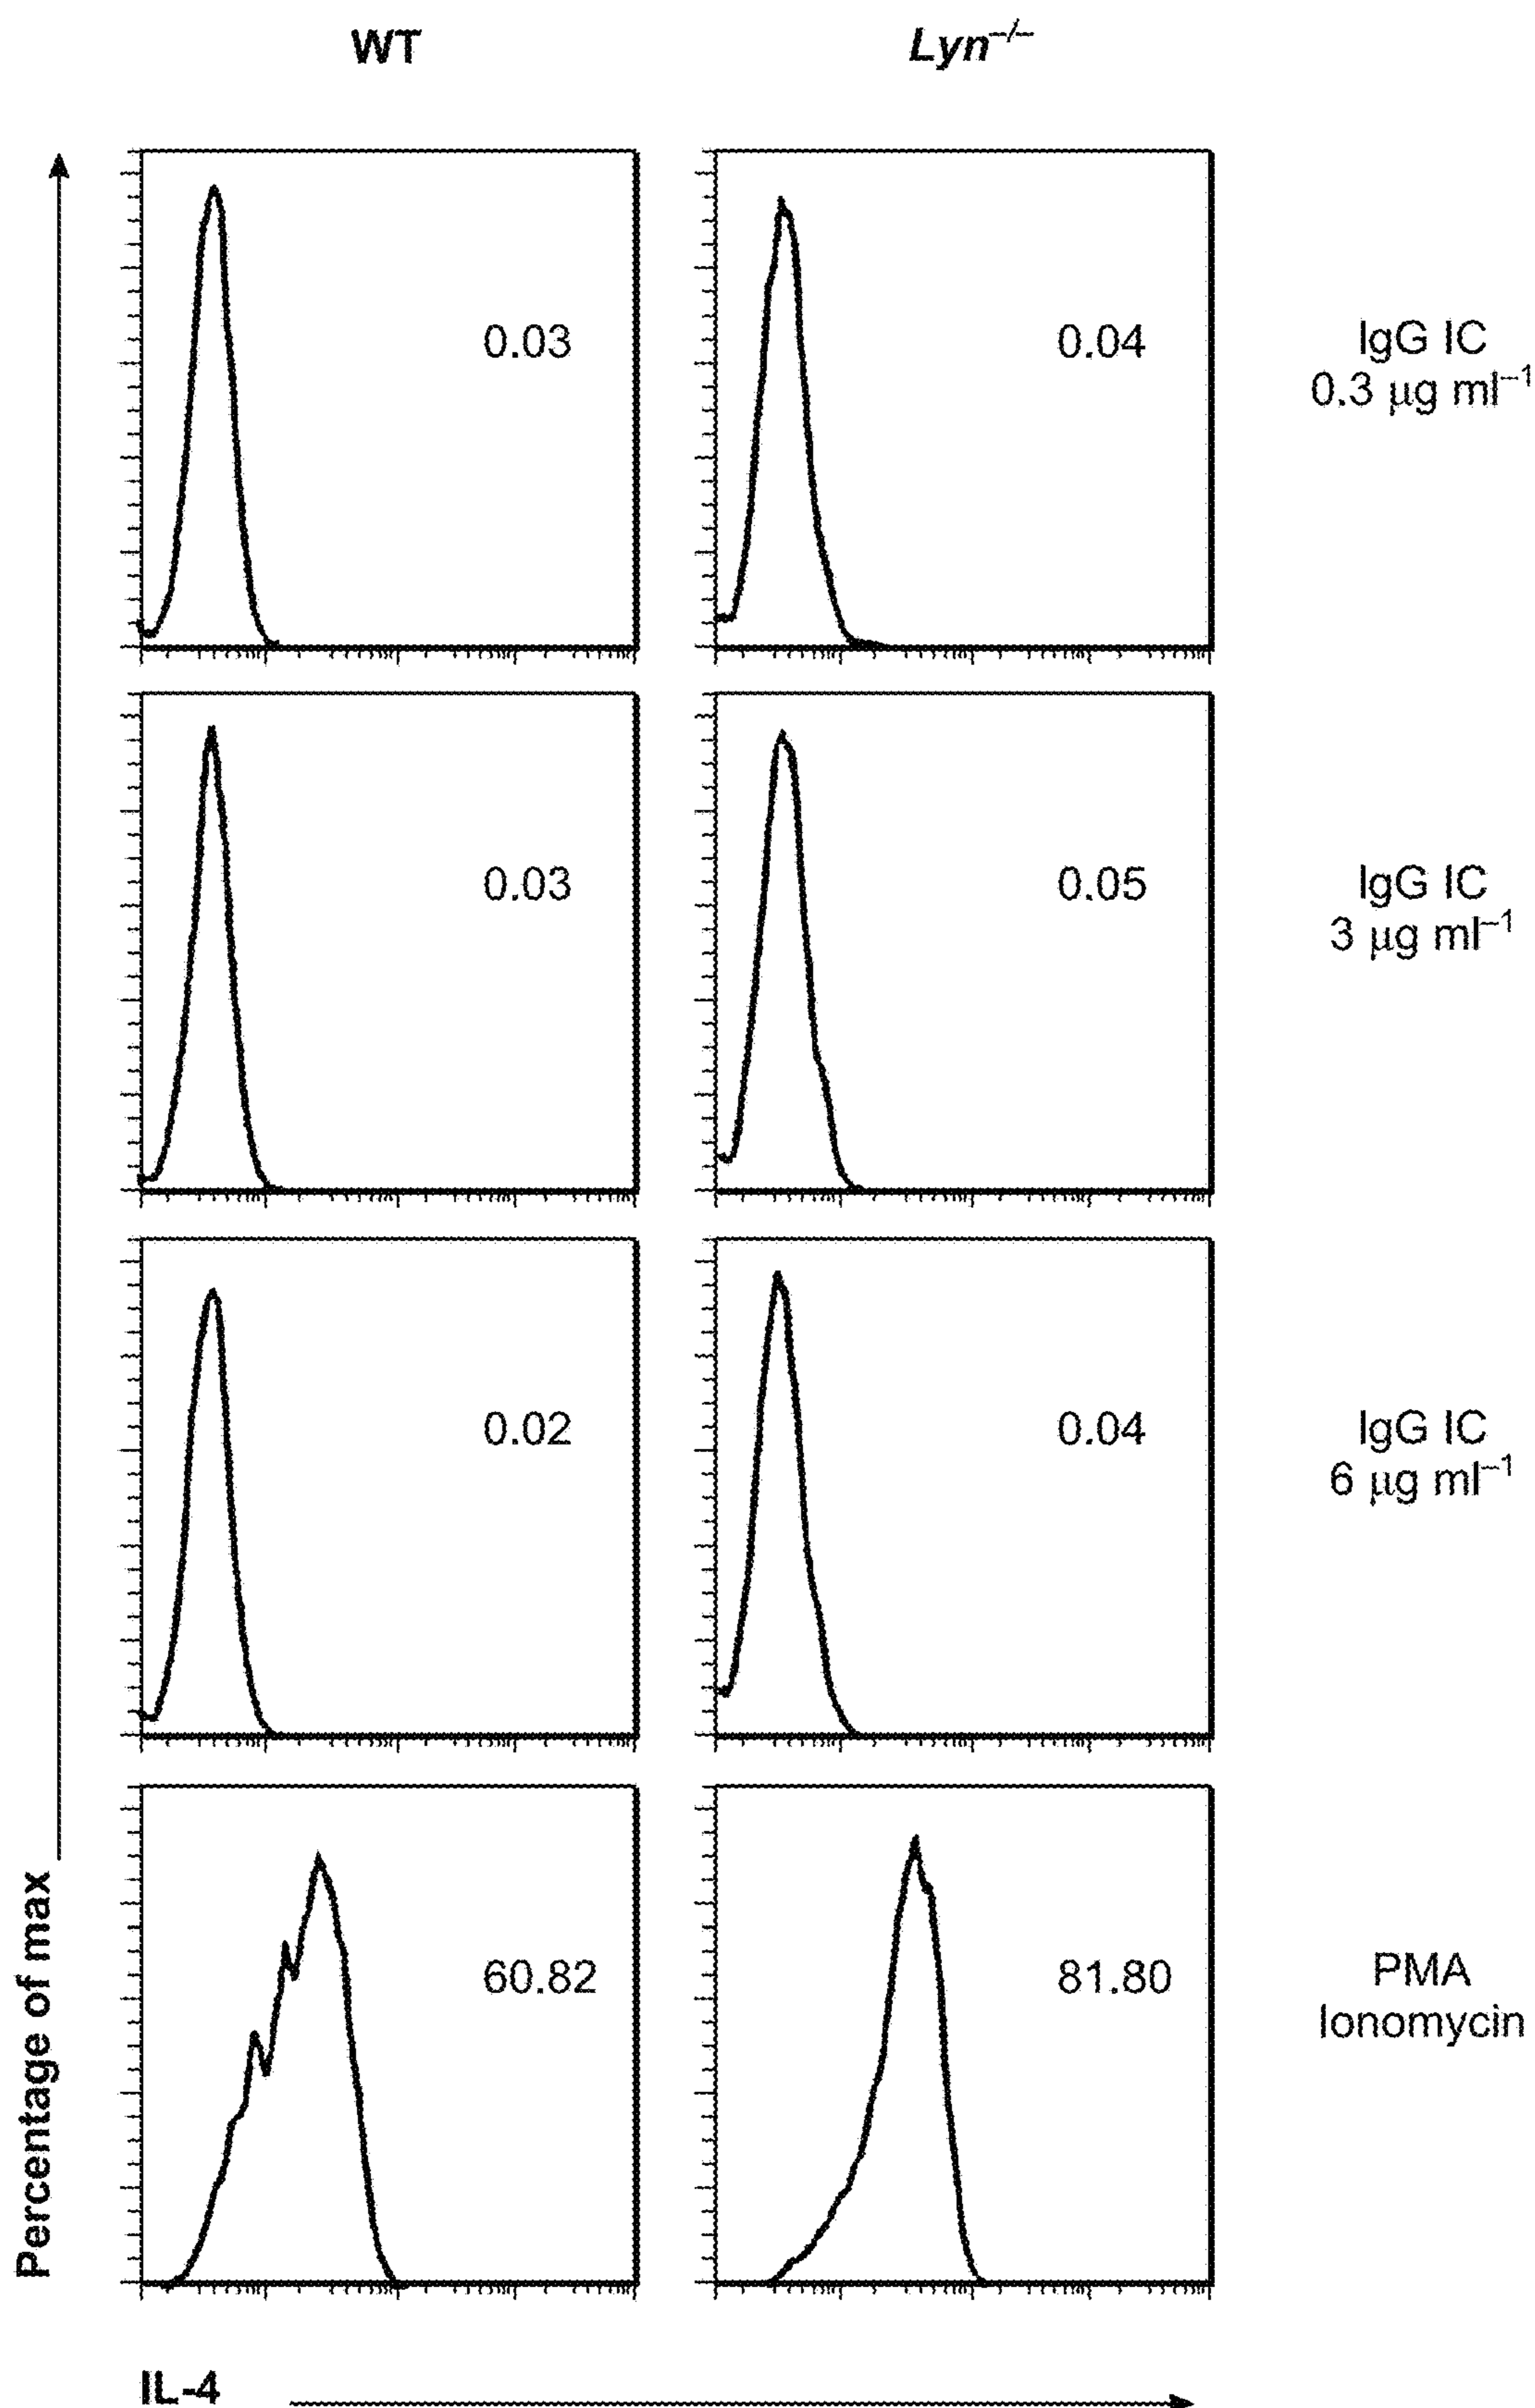 WT
Lyn–/–
0.03
0.04
IgG IC
0.3 µg ml–1
0.03
0.05
IgG IC
3 µg ml–1
0.02
0.04
IgG IC
6 µg ml–1
60.82
81.80
PMA
Ionomycin
Percentage of max
IL-4